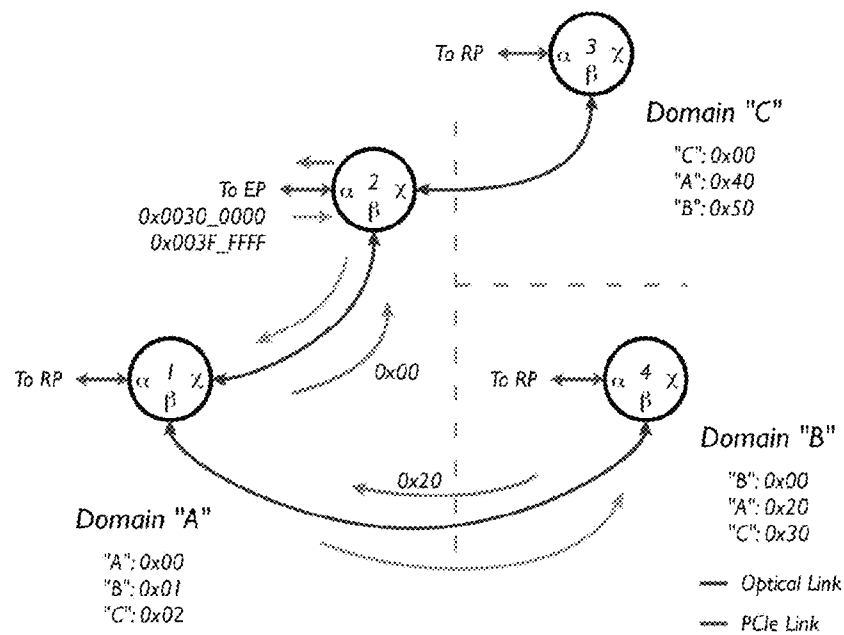 To RP
α 3 χ
β
Domain "C"
"C": 0x00
"A": 0x40
"B": 0x50
To EP
α 2 χ
β
0x0030_0000
0x003F_FFFF
To RP
α 1 χ
β
0x00
To RP
α 4 χ
β
Domain "B"
"B": 0x00
"A": 0x20
"C": 0x30
0x20
Domain "A"
"A": 0x00
"B": 0x01
"C": 0x02
Optical Link
PCIe Link